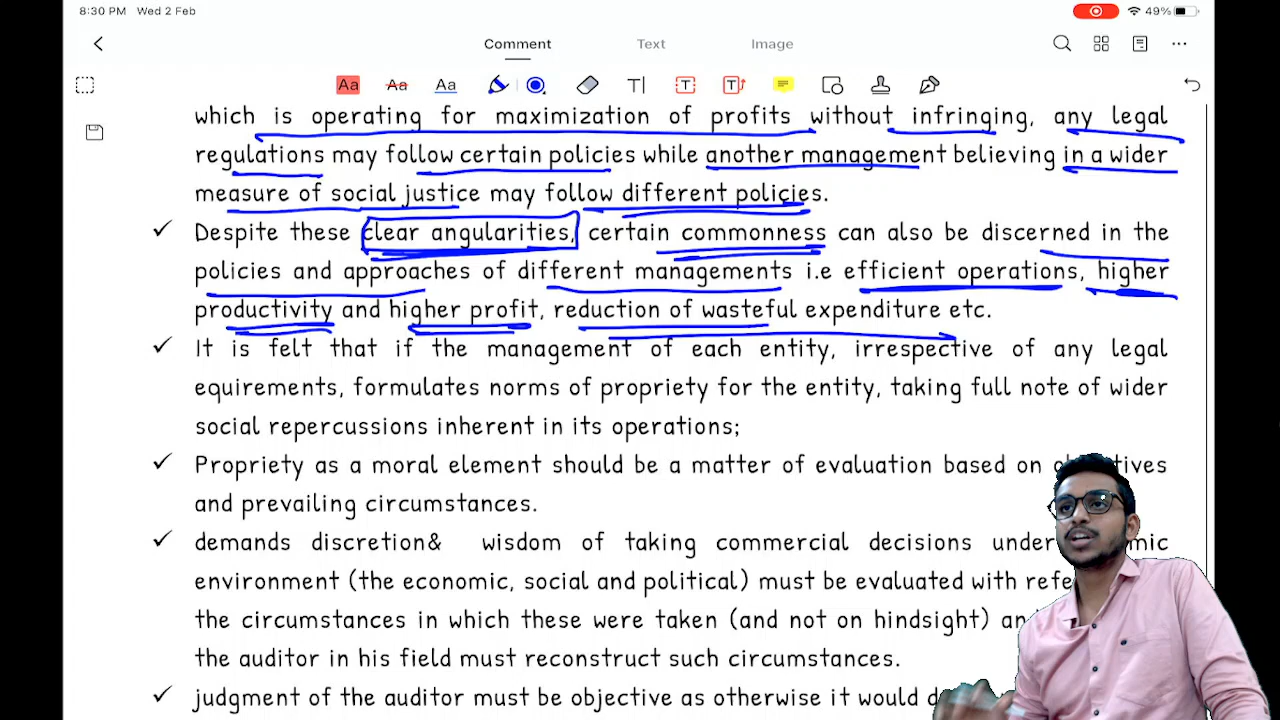 8:30 PM Wed 2 Feb
49%
Comment Text Image
Aa Aa Aa T T T
which is operating for maximization of profits without infringing, any legal
regulations may follow certain policies while another management believing in a wider
measure of social justice may follow different policies.
✓ Despite these clear angularities, certain commonness can also be discerned in the
policies and approaches of different managements i.e efficient operations, higher
productivity and higher profit, reduction of wasteful expenditure etc.
✓ It is felt that if the management of each entity, irrespective of any legal
equirements, formulates norms of propriety for the entity, taking full note of wider
social repercussions inherent in its operations;
✓ Propriety as a moral element should be a matter of evaluation based on
and prevailing circumstances.
✓ demands discretion& wisdom of taking commercial decisions under
environment (the economic, social and political) must be evaluated with
the circumstances in which these were taken (and not on hindsight)
the auditor in his field must reconstruct such circumstances.
✓ judgment of the auditor must be objective as otherwise it would